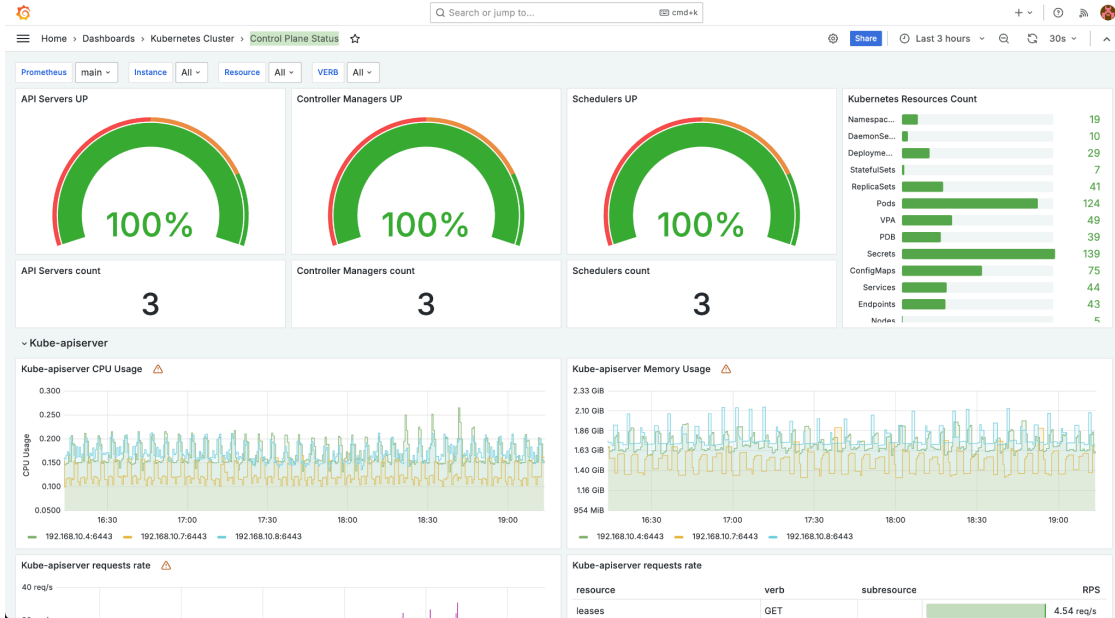 Search or jump to... cmd+k
Home › Dashboards › Kubernetes Cluster › Control Plane Status
Share Last 3 hours 30s
Prometheus main Instance All Resource All VERB All
API Servers UP
100%
Controller Managers UP
100%
Schedulers UP
100%
Kubernetes Resources Count
Namespac... 19
DaemonSe... 10
Deployme... 29
StatefulSets 7
ReplicaSets 41
Pods 124
VPA 49
PDB 39
Secrets 139
ConfigMaps 75
Services 44
Endpoints 43
Nodes 5
API Servers count
3
Controller Managers count
3
Schedulers count
3
Kube-apiserver
Kube-apiserver CPU Usage
CPU Usage
0.300
0.250
0.200
0.150
0.100
0.0500
16:30 17:00 17:30 18:00 18:30 19:00
192.168.10.4:6443 192.168.10.7:6443 192.168.10.8:6443
Kube-apiserver Memory Usage
2.33 GiB
2.10 GiB
1.86 GiB
1.63 GiB
1.40 GiB
1.16 GiB
954 MiB
16:30 17:00 17:30 18:00 18:30 19:00
192.168.10.4:6443 192.168.10.7:6443 192.168.10.8:6443
Kube-apiserver requests rate
40 req/s
Kube-apiserver requests rate
resource verb subresource RPS
leases GET 4.54 req/s